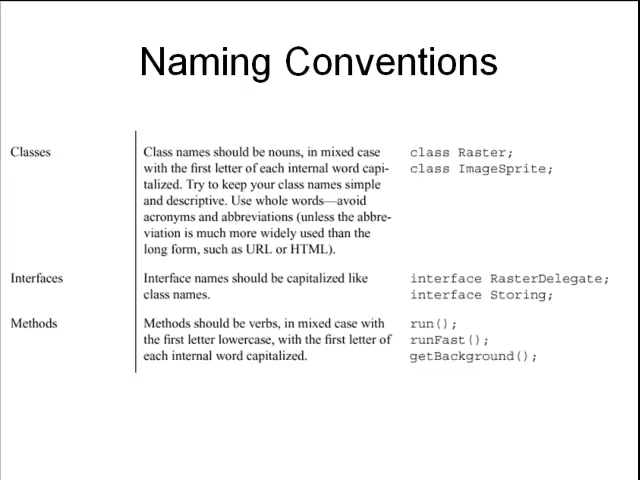 Naming Conventions
Classes
Class names should be nouns, in mixed case
with the first letter of each internal word capi-
talized. Try to keep your class names simple
and descriptive. Use whole words—avoid
acronyms and abbreviations (unless the abbre-
viation is much more widely used than the
long form, such as URL or HTML).
class Raster;
class ImageSprite;
Interfaces
Interface names should be capitalized like
class names.
interface RasterDelegate;
interface Storing;
Methods
Methods should be verbs, in mixed case with
the first letter lowercase, with the first letter of
each internal word capitalized.
run();
runFast();
getBackground();